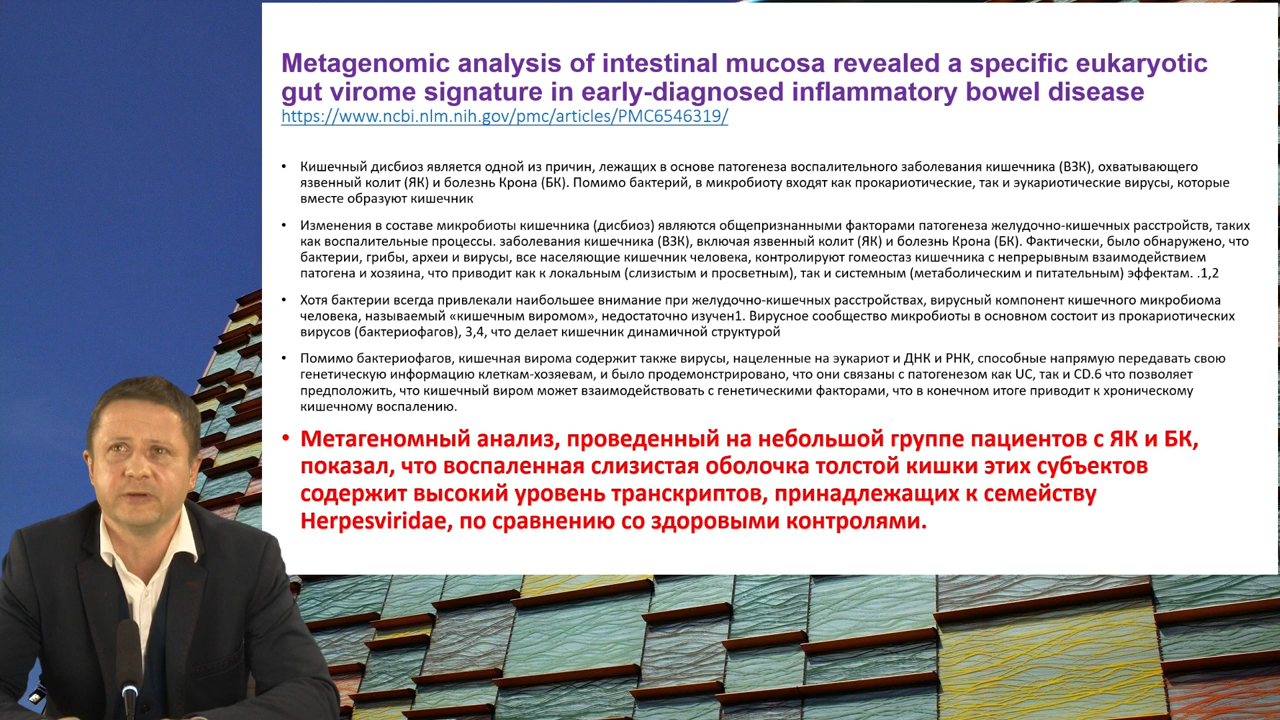 Metagenomic analysis of intestinal mucosa revealed a specific eukaryotic
gut virome signature in early-diagnosed inflammatory bowel disease
https://www.ncbi.nlm.nih.gov/pmc/articles/PMC6546319/
• Кишечный дисбиоз является одной из причин, лежащих в основе патогенеза воспалительного заболевания кишечника (ВЗК), охватывающего
язвенный колит (ЯК) и болезнь Крона (БК). Помимо бактерий, в микробиоту входят как прокариотические, так и эукариотические вирусы, которые
вместе образуют кишечник
• Изменения в составе микробиоты кишечника (дисбиоз) являются общепризнанными факторами патогенеза желудочно-кишечных расстройств, таких
как воспалительные процессы. заболевания кишечника (ВЗК), включая язвенный колит (ЯК) и болезнь Крона (БК). Фактически, было обнаружено, что
бактерии, грибы, археи и вирусы, все населяющие кишечник человека, контролируют гомеостаз кишечника с непрерывным взаимодействием
патогена и хозяина, что приводит как к локальным (слизистым и просветным), так и системным (метаболическим и питательным) эффектам. .1,2
• Хотя бактерии всегда привлекали наибольшее внимание при желудочно-кишечных расстройствах, вирусный компонент кишечного микробиома
человека, называемый «кишечным виромом», недостаточно изучен1. Вирусное сообщество микробиоты в основном состоит из прокариотических
вирусов (бактериофагов), 3,4, что делает кишечник динамичной структурой
• Помимо бактериофагов, кишечная вирома содержит также вирусы, нацеленные на эукариот и ДНК и РНК, способные напрямую передавать свою
генетическую информацию клеткам-хозяевам, и было продемонстрировано, что они связаны с патогенезом как UC, так и CD.6 что позволяет
предположить, что кишечный виром может взаимодействовать с генетическими факторами, что в конечном итоге приводит к хроническому
кишечному воспалению.
• Метагеномный анализ, проведенный на небольшой группе пациентов с ЯК и БК,
показал, что воспаленная слизистая оболочка толстой кишки этих субъектов
содержит высокий уровень транскриптов, принадлежащих к семейству
Herpesviridae, по сравнению со здоровыми контролями.